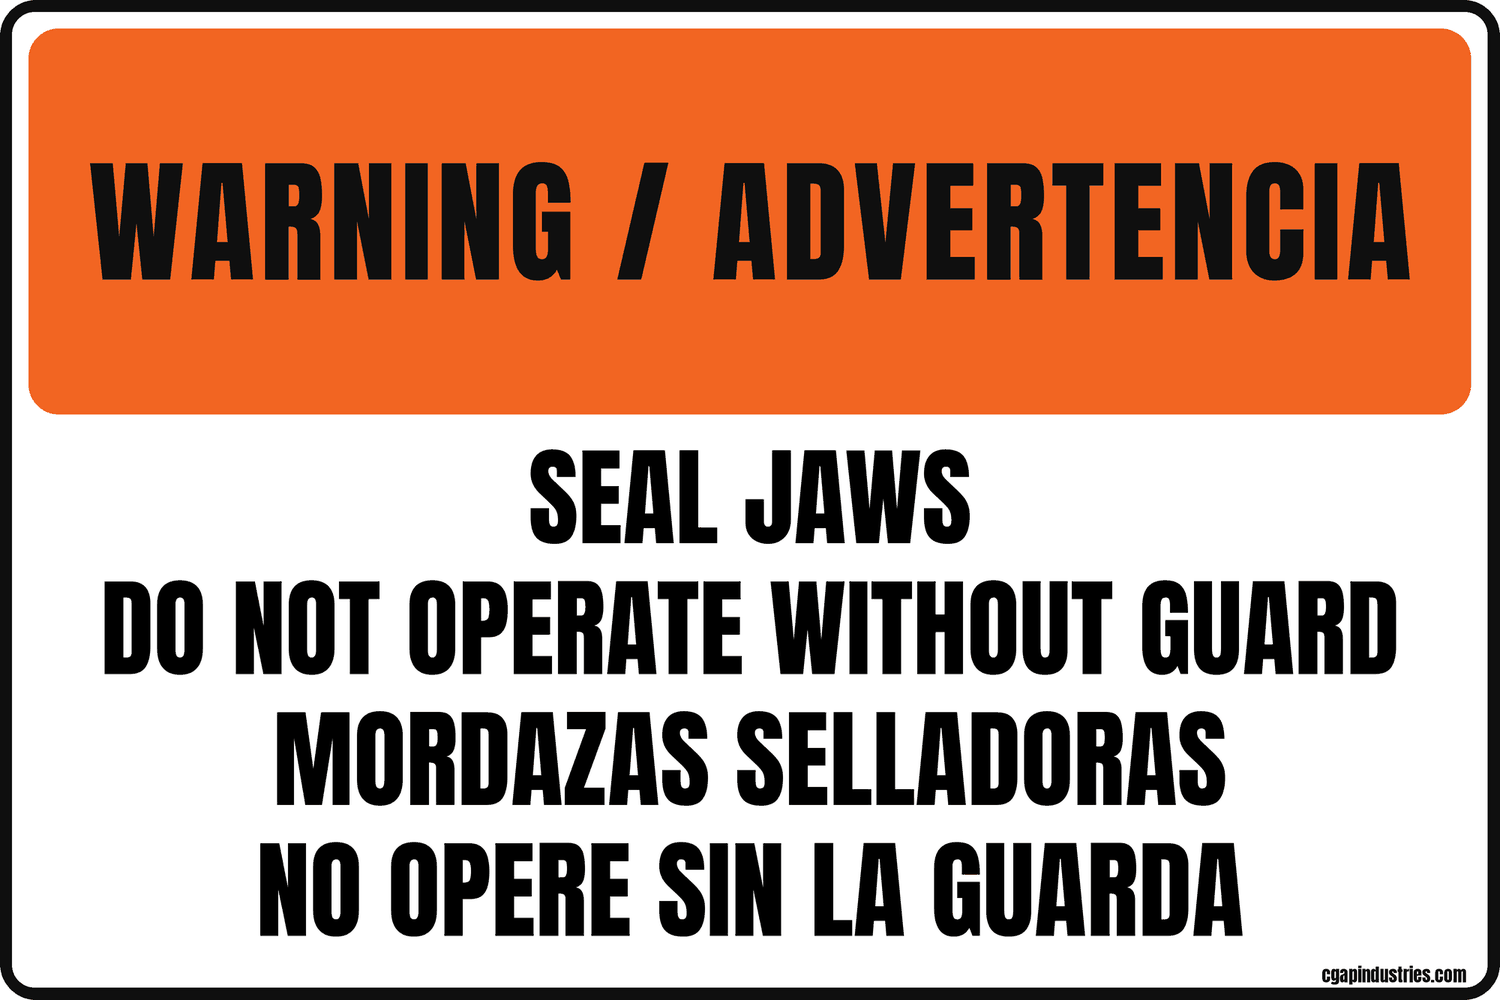 WARNING / ADVERTENCIA
SEAL JAWS
DO NOT OPERATE WITHOUT GUARD
MORDAZAS SELLADORAS
NO OPERE SIN LA GUARDA
cgapindustries.com